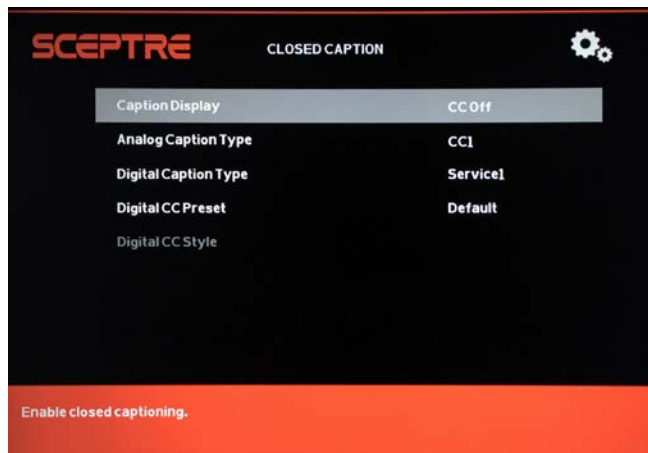 SCEPTRE CLOSED CAPTION
Caption Display CC Off
Analog Caption Type CC1
Digital Caption Type Service1
Digital CC Preset Default
Digital CC Style
Enable closed captioning.